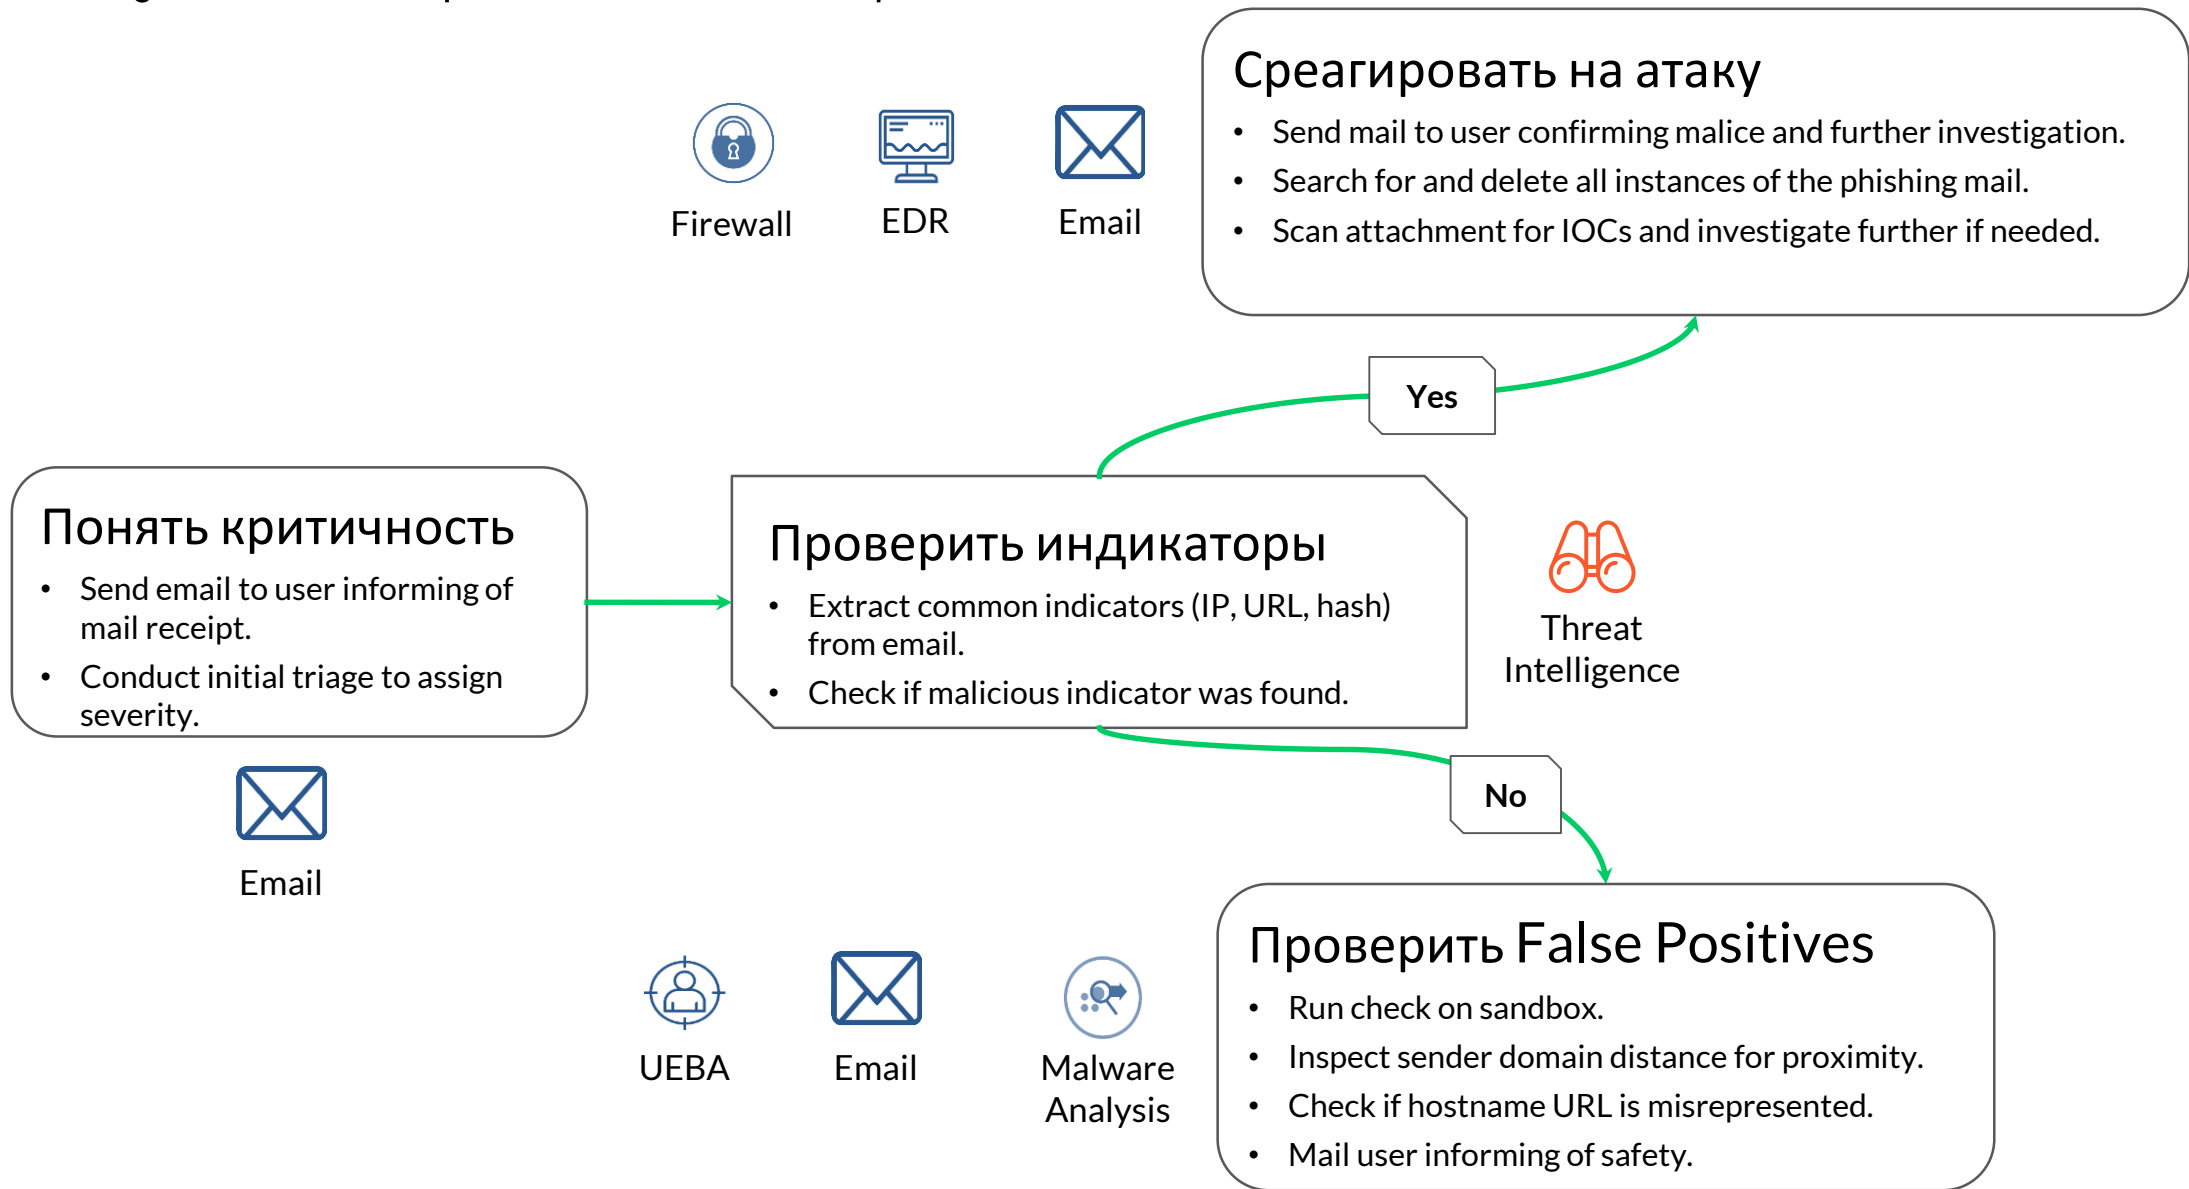 Среагировать на атаку
• Send mail to user confirming malice and further investigation.
• Search for and delete all instances of the phishing mail.
• Scan attachment for IOCs and investigate further if needed.
Firewall
EDR
Email
Yes
Понять критичность
• Send email to user informing of
mail receipt.
• Conduct initial triage to assign
severity.
Email
Проверить индикаторы
• Extract common indicators (IP, URL, hash)
from email.
• Check if malicious indicator was found.
Threat
Intelligence
No
UEBA
Email
Malware
Analysis
Проверить False Positives
• Run check on sandbox.
• Inspect sender domain distance for proximity.
• Check if hostname URL is misrepresented.
• Mail user informing of safety.